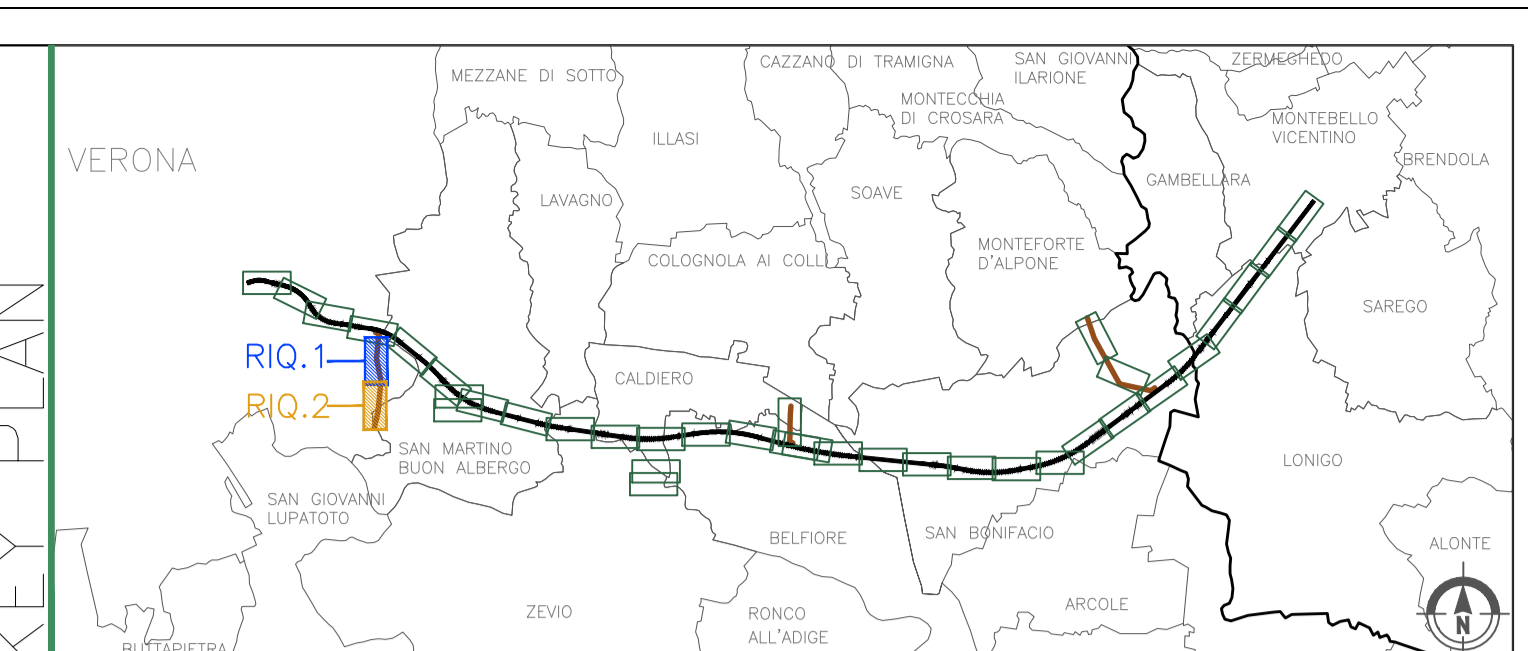 KEY PLAN
MEZZANE DI SOTTO
CAZZANO DI TRAMIGNA
SAN GIOVANNI
ILARIONE
ZERMEGHEDO
MONTECCHIA
DI CROSARA
MONTEBELLO
VICENTINO
ILLASI
VERONA
BRENDOLA
GAMBELLARA
LAVAGNO
SOAVE
MONTEFORTE
D'ALPONE
COLOGNOLA AI COLL
SAREGO
RIQ.1
CALDIERO
RIQ.2
SAN MARTINO
BUON ALBERGO
LONIGO
SAN GIOVANNI
LUPATOTO
BELFIORE
SAN BONIFACIO
ALONTE
ZEVIO
RONCO
ALL'ADIGE
ARCOLE
N
BUTTAPIETRA